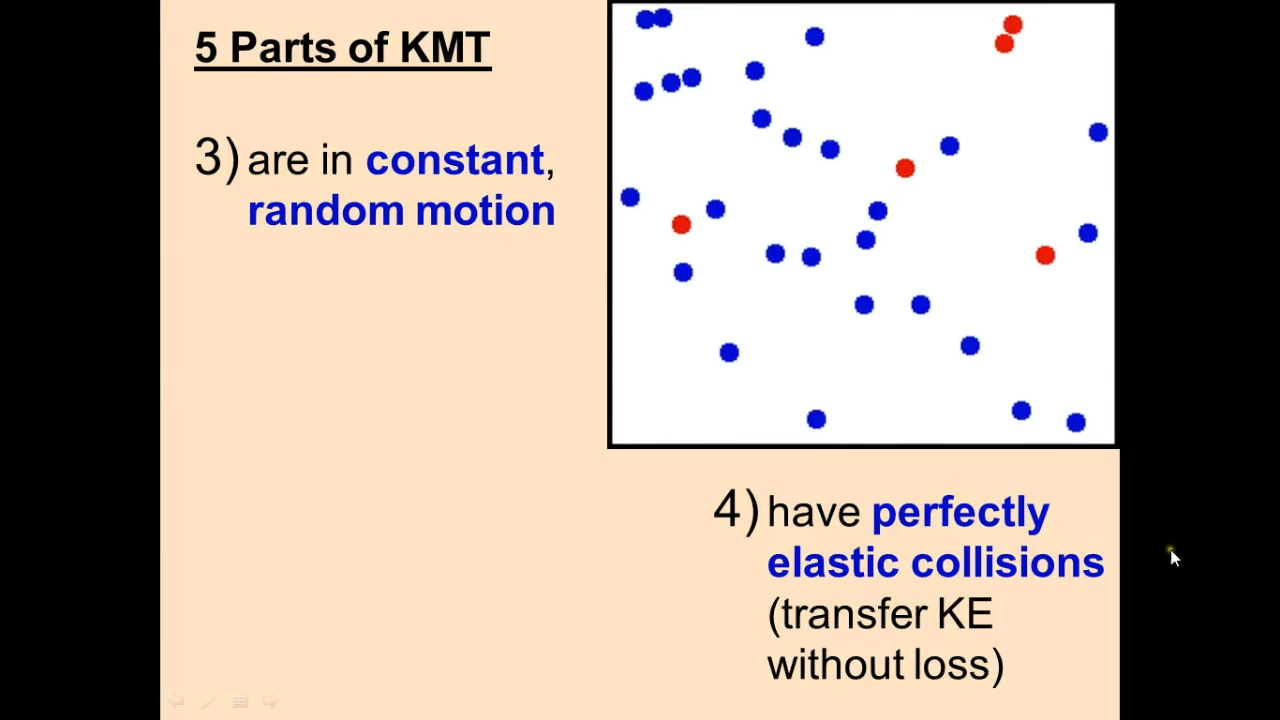 5 Parts of KMT
3) are in constant,
random motion
4) have perfectly
elastic collisions
(transfer KE
without loss)